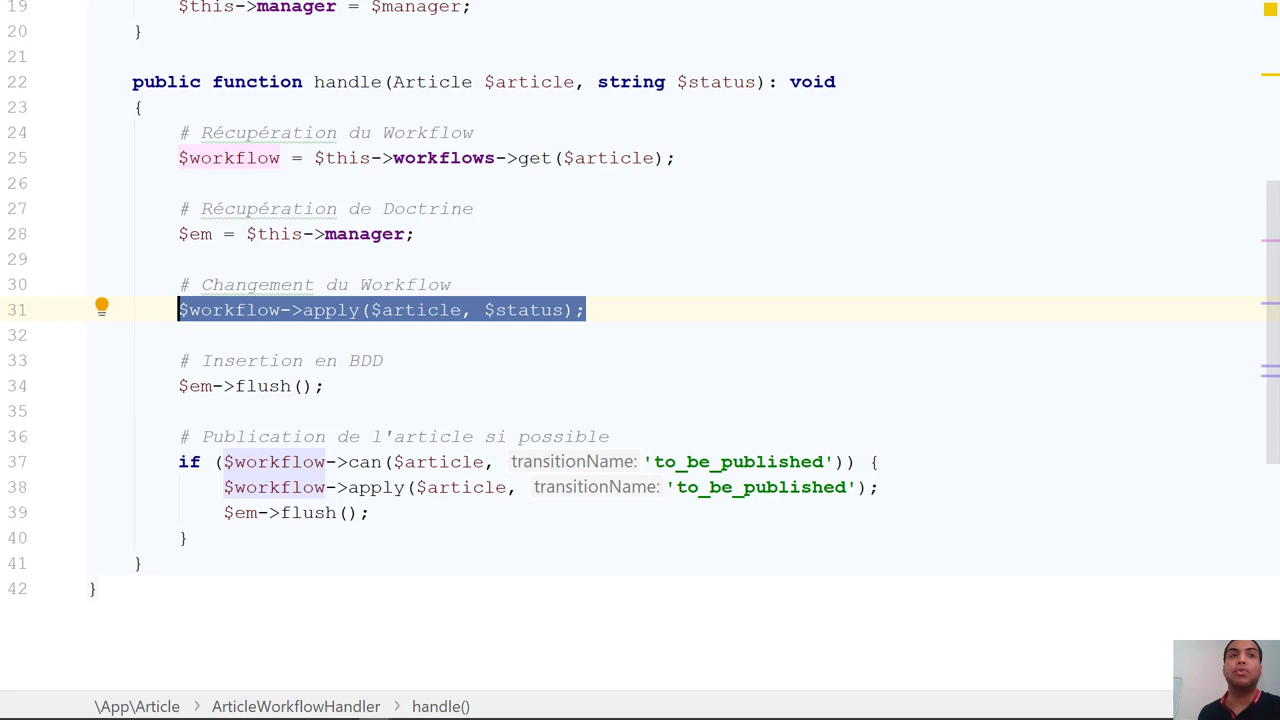 19 $this->manager = $manager;
20 }
21
22 public function handle(Article $article, string $status): void
23 {
24 # Récupération du Workflow
25 $workflow = $this->workflows->get($article);
26
27 # Récupération de Doctrine
28 $em = $this->manager;
29
30 # Changement du Workflow
31 $workflow->apply($article, $status);
32
33 # Insertion en BDD
34 $em->flush();
35
36 # Publication de l'article si possible
37 if ($workflow->can($article, transitionName: 'to_be_published')) {
38 $workflow->apply($article, transitionName: 'to_be_published');
39 $em->flush();
40 }
41 }
42 }
\App\Article > ArticleWorkflowHandler > handle()